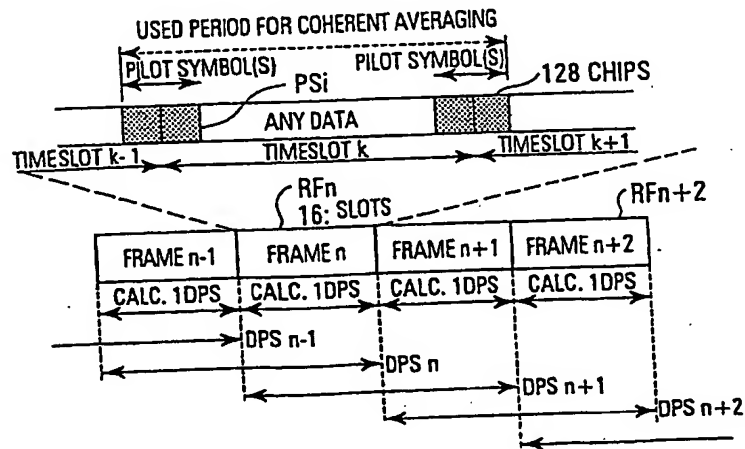 USED PERIOD FOR COHERENT AVERAGING
PILOT SYMBOL(S)
PILOT SYMBOL(S)
PSi
128 CHIPS
ANY DATA
TIMESLOT k-1
TIMESLOT k
TIMESLOT k+1
RFn
16: SLOTS
RFn+2
FRAME n-1
FRAME n
FRAME n+1
FRAME n+2
CALC. 1DPS
CALC. 1DPS
CALC. 1DPS
CALC. 1DPS
DPS n-1
DPS n
DPS n+1
DPS n+2